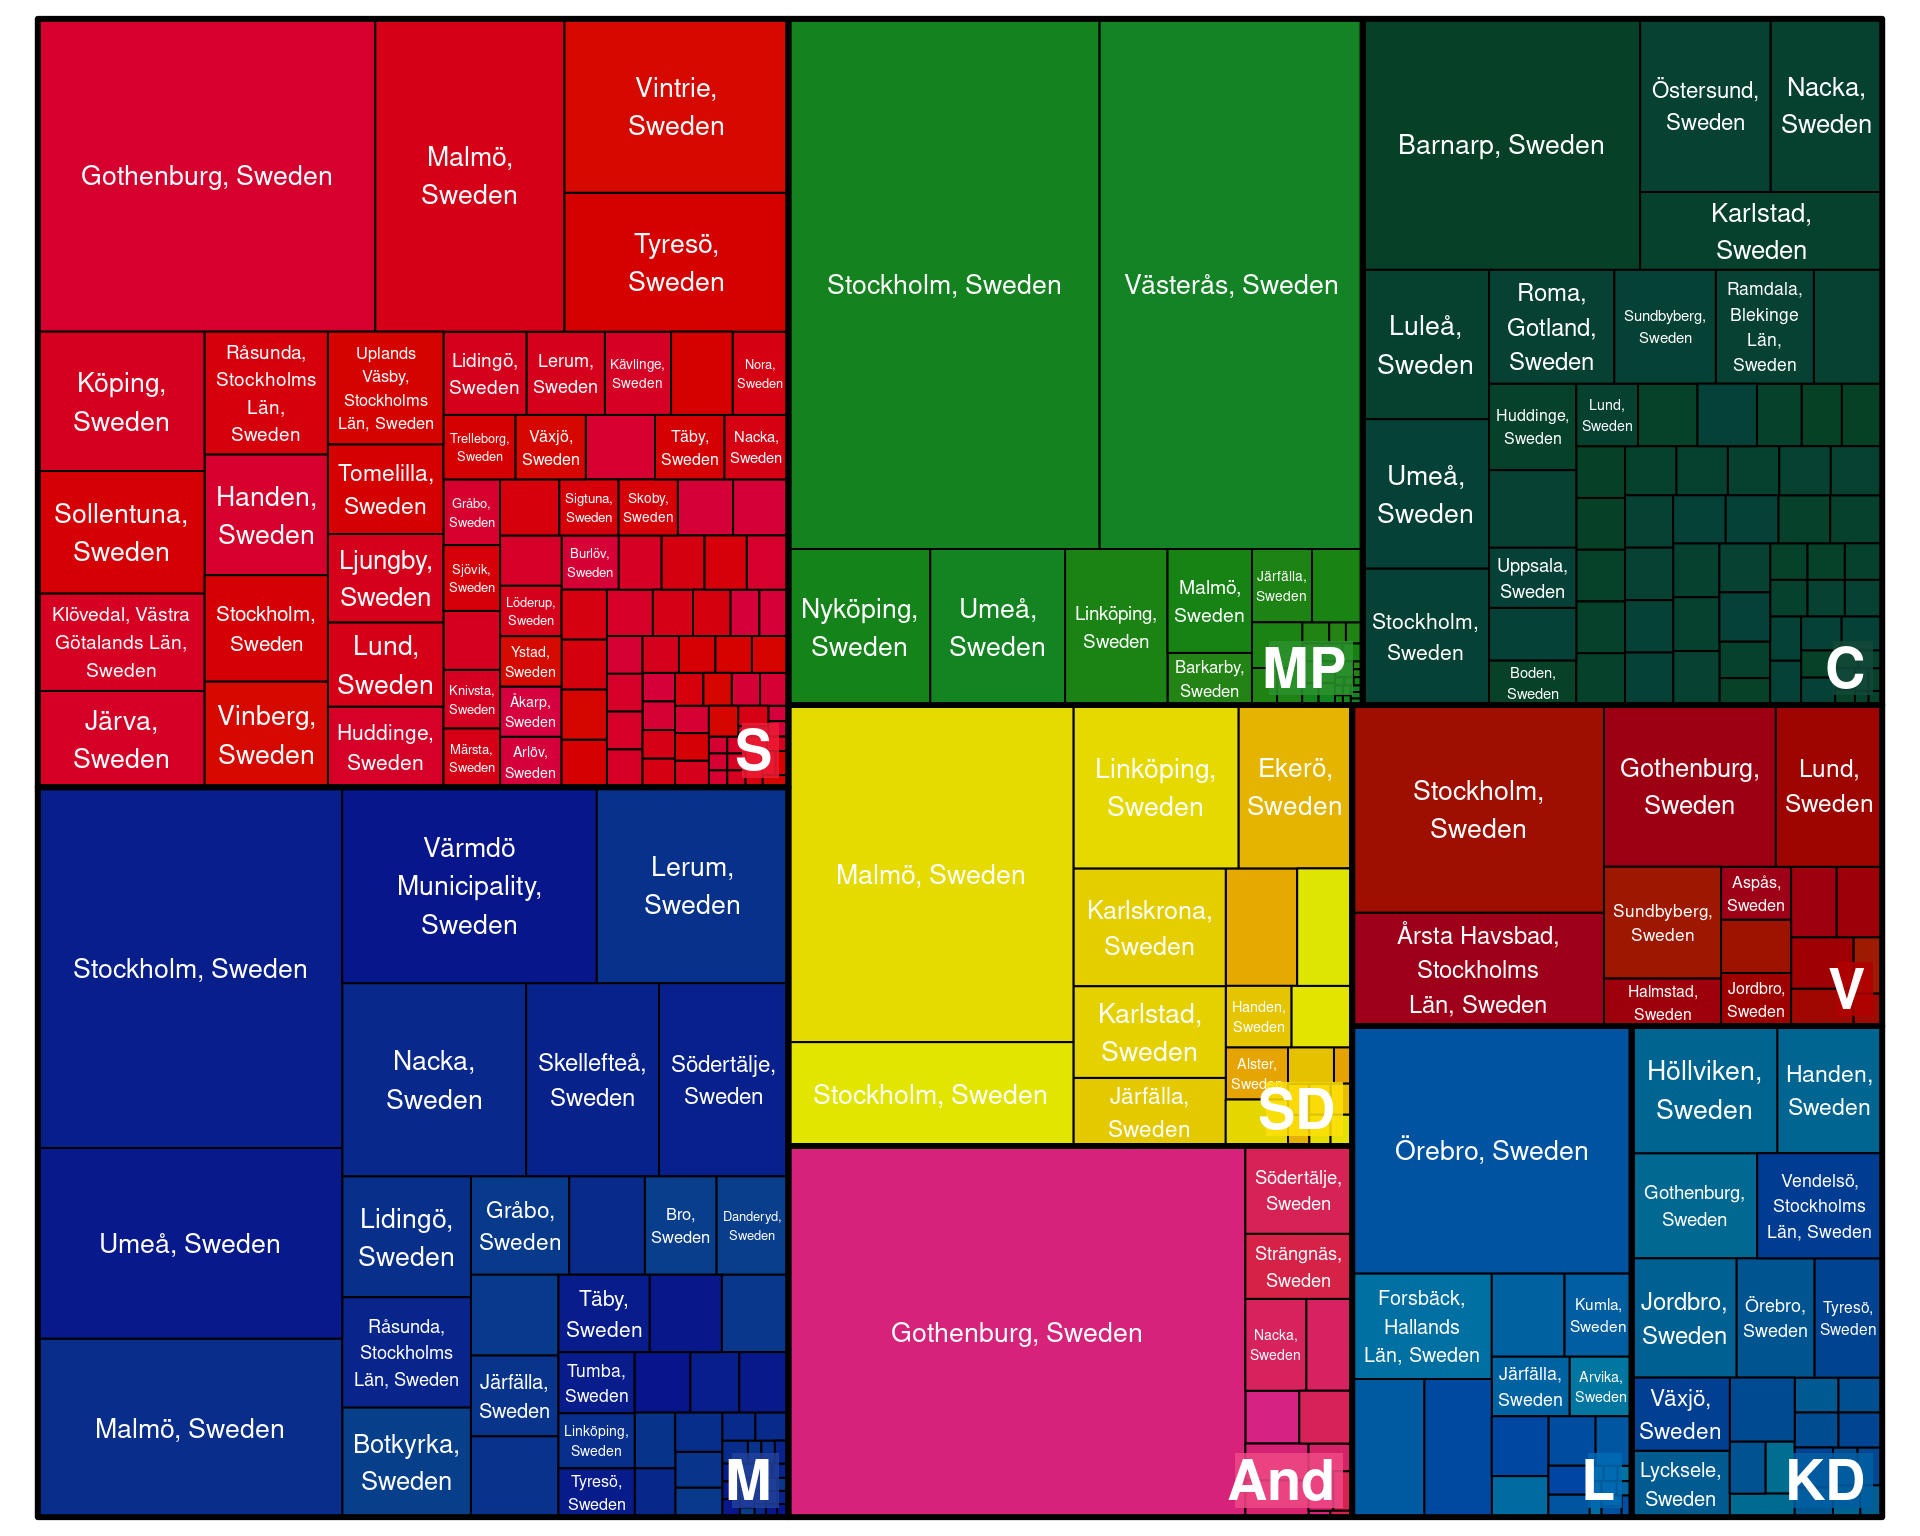 Gothenburg, Sweden
Malmö,
Sweden
Vintrie,
Sweden
Tyresö,
Sweden
Köping,
Sweden
Sollentuna,
Sweden
Klövedal, Västra
Götalands Län,
Sweden
Järva,
Sweden
Råsunda,
Stockholms
Län,
Sweden
Handen,
Sweden
Stockholm,
Sweden
Vinberg,
Sweden
Uplands
Väsby,
Stockholms
Län, Sweden
Tomelilla,
Sweden
Ljungby,
Sweden
Lund,
Sweden
Huddinge,
Sweden
Lidingö,
Sweden
Lerum,
Sweden
Kävlinge,
Sweden
Nora,
Sweden
Trelleborg,
Sweden
Växjö,
Sweden
Täby,
Sweden
Nacka,
Sweden
Gråbo,
Sweden
Sigtuna,
Sweden
Skoby,
Sweden
Sjövik,
Sweden
Burlöv,
Sweden
Löderup,
Sweden
Ystad,
Sweden
Knivsta,
Sweden
Åkarp,
Sweden
Märsta,
Sweden
Arlöv,
Sweden
S
Stockholm, Sweden
Västerås, Sweden
Nyköping,
Sweden
Umeå,
Sweden
Linköping,
Sweden
Malmö,
Sweden
Barkarby,
Sweden
Järfälla,
Sweden
MP
Barnarp, Sweden
Östersund,
Sweden
Nacka,
Sweden
Karlstad,
Sweden
Luleå,
Sweden
Umeå,
Sweden
Stockholm,
Sweden
Roma,
Gotland,
Sweden
Sundbyberg,
Sweden
Ramdala,
Blekinge
Län,
Sweden
Huddinge,
Sweden
Lund,
Sweden
Uppsala,
Sweden
Boden,
Sweden
C
Stockholm, Sweden
Umeå, Sweden
Malmö, Sweden
Värmdö
Municipality,
Sweden
Lerum,
Sweden
Nacka,
Sweden
Skellefteå,
Sweden
Södertälje,
Sweden
Lidingö,
Sweden
Råsunda,
Stockholms
Län, Sweden
Botkyrka,
Sweden
Gråbo,
Sweden
Bro,
Sweden
Danderyd,
Sweden
Järfälla,
Sweden
Täby,
Sweden
Tumba,
Sweden
Linköping,
Sweden
Tyresö,
Sweden
M
Malmö, Sweden
Stockholm, Sweden
Linköping,
Sweden
Ekerö,
Sweden
Karlskrona,
Sweden
Karlstad,
Sweden
Järfälla,
Sweden
Handen,
Sweden
Alster,
Sweden
SD
Gothenburg, Sweden
Södertälje,
Sweden
Strängnäs,
Sweden
Nacka,
Sweden
And
Stockholm,
Sweden
Årsta Havsbad,
Stockholms
Län, Sweden
Gothenburg,
Sweden
Lund,
Sweden
Sundbyberg,
Sweden
Halmstad,
Sweden
Aspås,
Sweden
Jordbro,
Sweden
V
Örebro, Sweden
Forsbäck,
Hallands
Län, Sweden
Kumla,
Sweden
Järfälla,
Sweden
Arvika,
Sweden
L
Höllviken,
Sweden
Handen,
Sweden
Gothenburg,
Sweden
Vendelsö,
Stockholms
Län, Sweden
Jordbro,
Sweden
Örebro,
Sweden
Tyresö,
Sweden
Växjö,
Sweden
Lycksele,
Sweden
KD